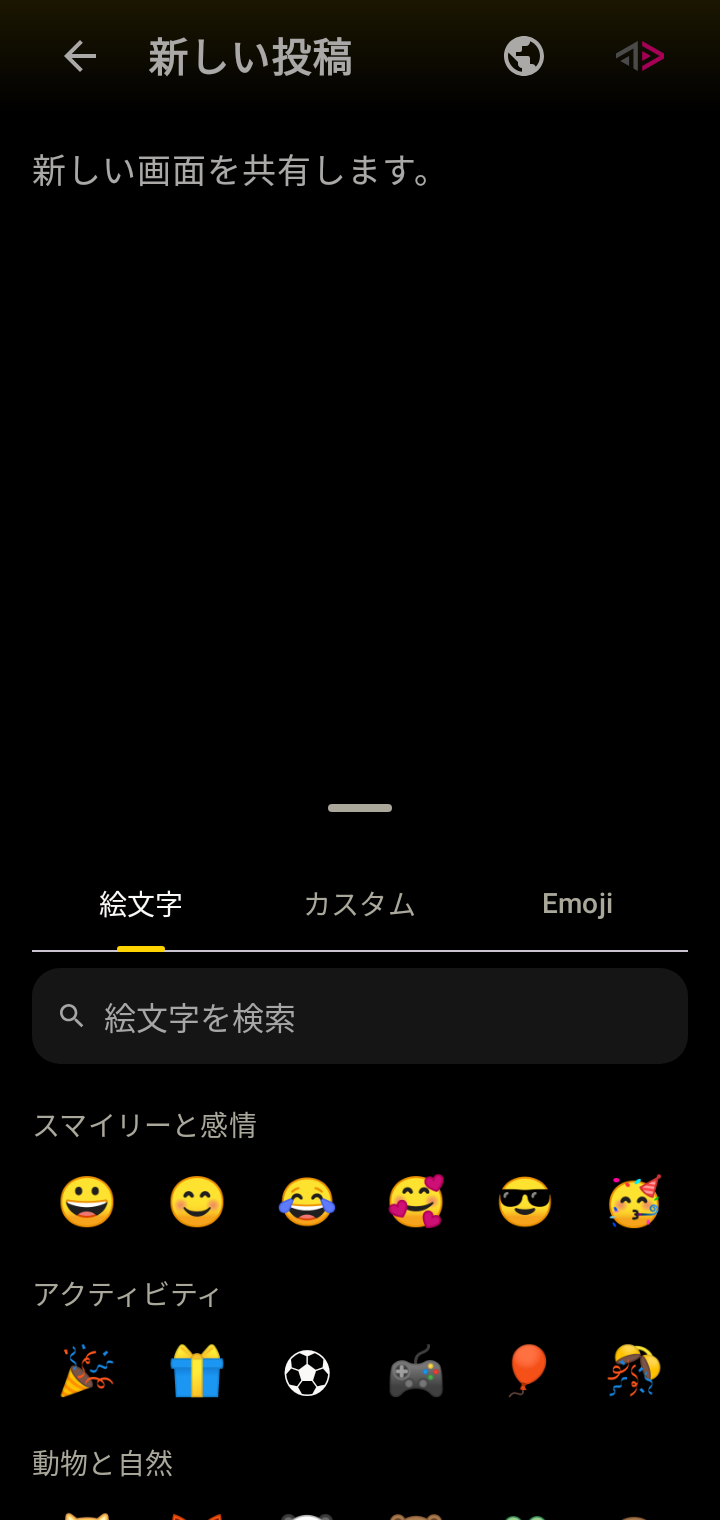 新しい投稿
新しい画面を共有します。
絵文字 カスタム Emoji
絵文字を検索
スマイリーと感情
アクティビティ
動物と自然